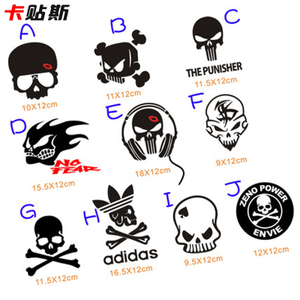 卡贴斯
A
B
C
THE PUNISHER
10X12cm
11X12cm
11.5X12cm
D
E
F
NO FEAR
15.5X12cm
18X12cm
9X12cm
G
H
I
J
adidas
ZENO POWER
ENVIE
11.5X12cm
16.5X12cm
9.5X12cm
12X12cm